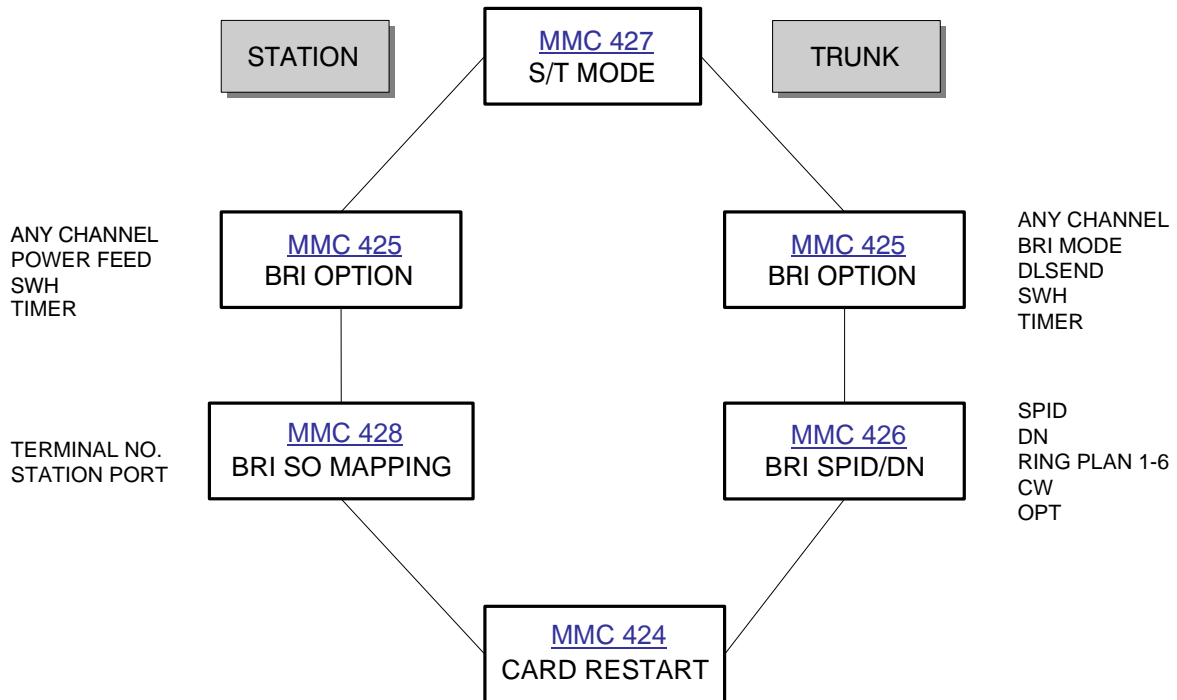 STATION
MMC 427
S/T MODE
TRUNK
ANY CHANNEL
POWER FEED
SWH
TIMER
MMC 425
BRI OPTION
MMC 425
BRI OPTION
ANY CHANNEL
BRI MODE
DLSEND
SWH
TIMER
TERMINAL NO.
STATION PORT
MMC 428
BRI SO MAPPING
MMC 426
BRI SPID/DN
SPID
DN
RING PLAN 1-6
CW
OPT
MMC 424
CARD RESTART